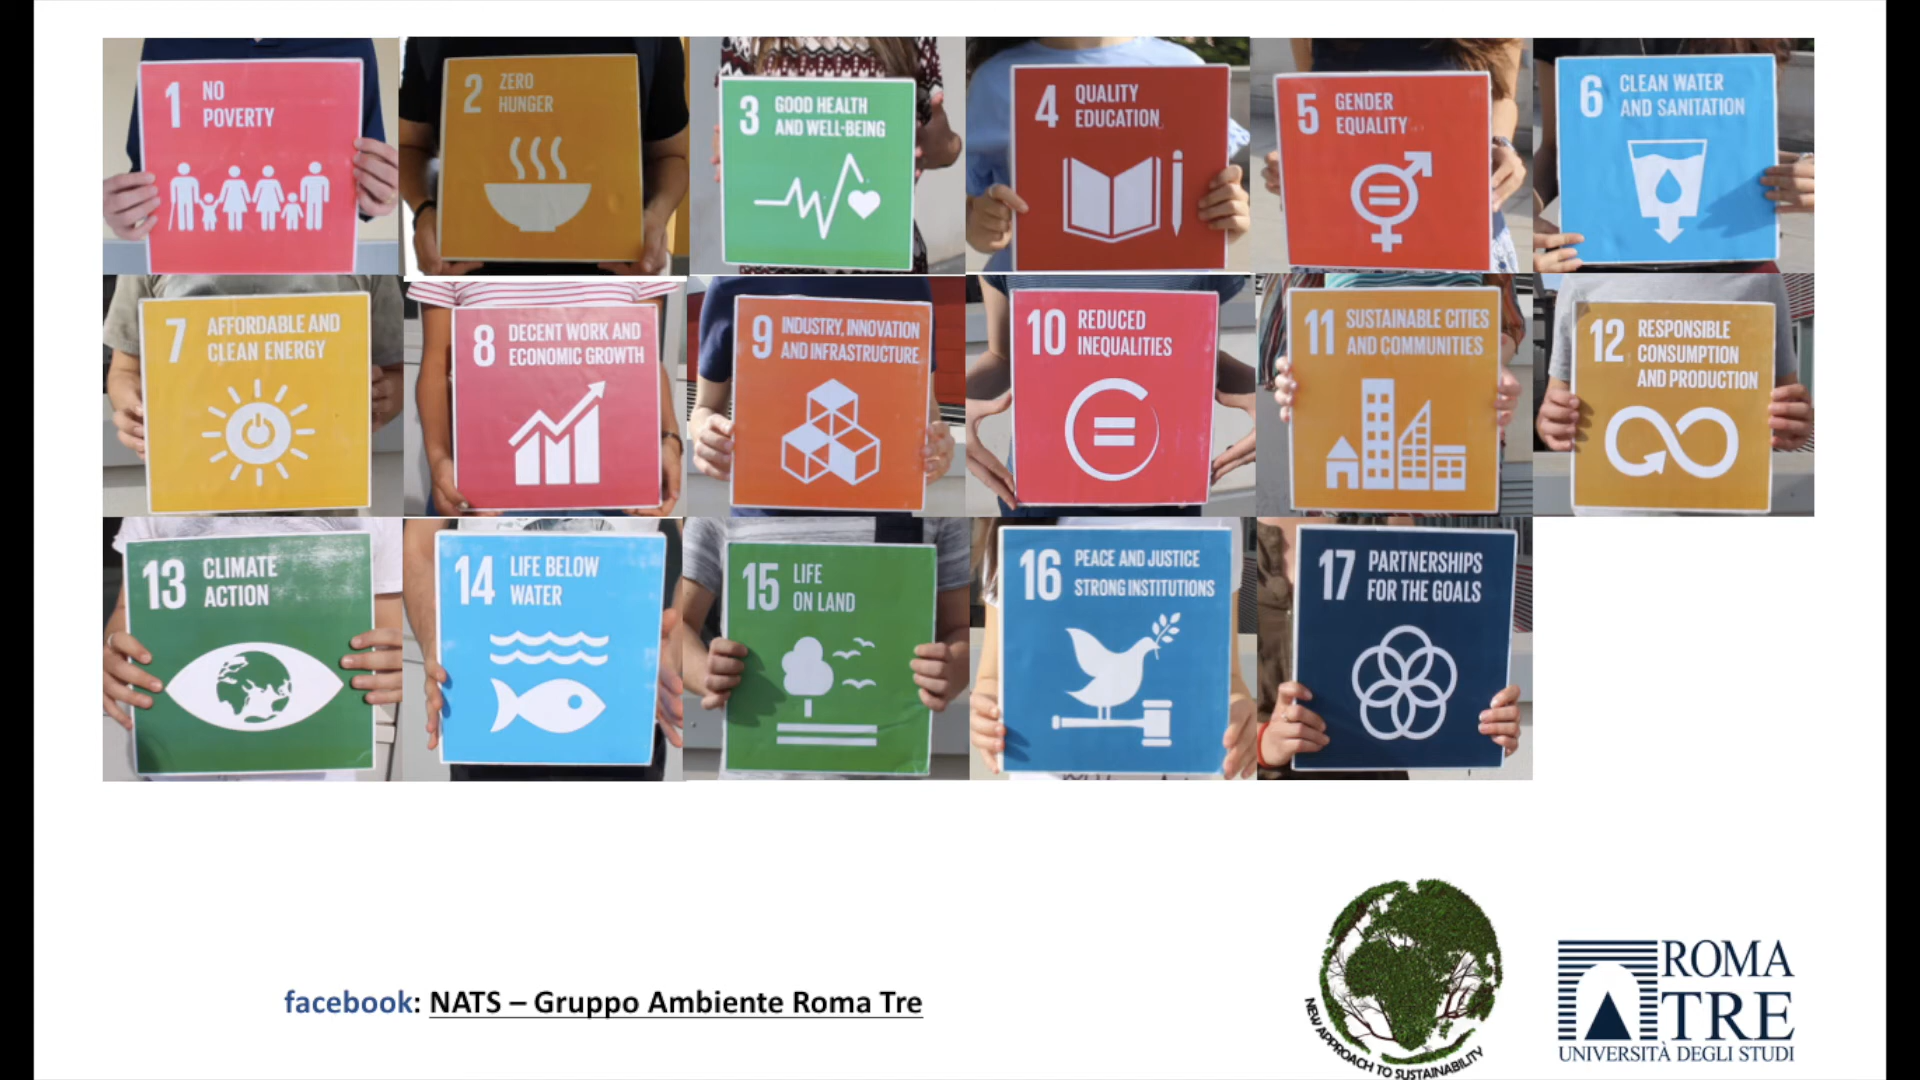 1 NO
POVERTY
2 ZERO
HUNGER
3 GOOD HEALTH
AND WELL-BEING
4 QUALITY
EDUCATION
5 GENDER
EQUALITY
6 CLEAN WATER
AND SANITATION
7 AFFORDABLE AND
CLEAN ENERGY
8 DECENT WORK AND
ECONOMIC GROWTH
9 INDUSTRY, INNOVATION
AND INFRASTRUCTURE
10 REDUCED
INEQUALITIES
11 SUSTAINABLE CITIES
AND COMMUNITIES
12 RESPONSIBLE
CONSUMPTION
AND PRODUCTION
13 CLIMATE
ACTION
14 LIFE BELOW
WATER
15 LIFE
ON LAND
16 PEACE AND JUSTICE
STRONG INSTITUTIONS
17 PARTNERSHIPS
FOR THE GOALS
facebook: NATS – Gruppo Ambiente Roma Tre
NEW APPROACH TO SUSTAINABILITY
ROMA
TRE
UNIVERSITÀ DEGLI STUDI